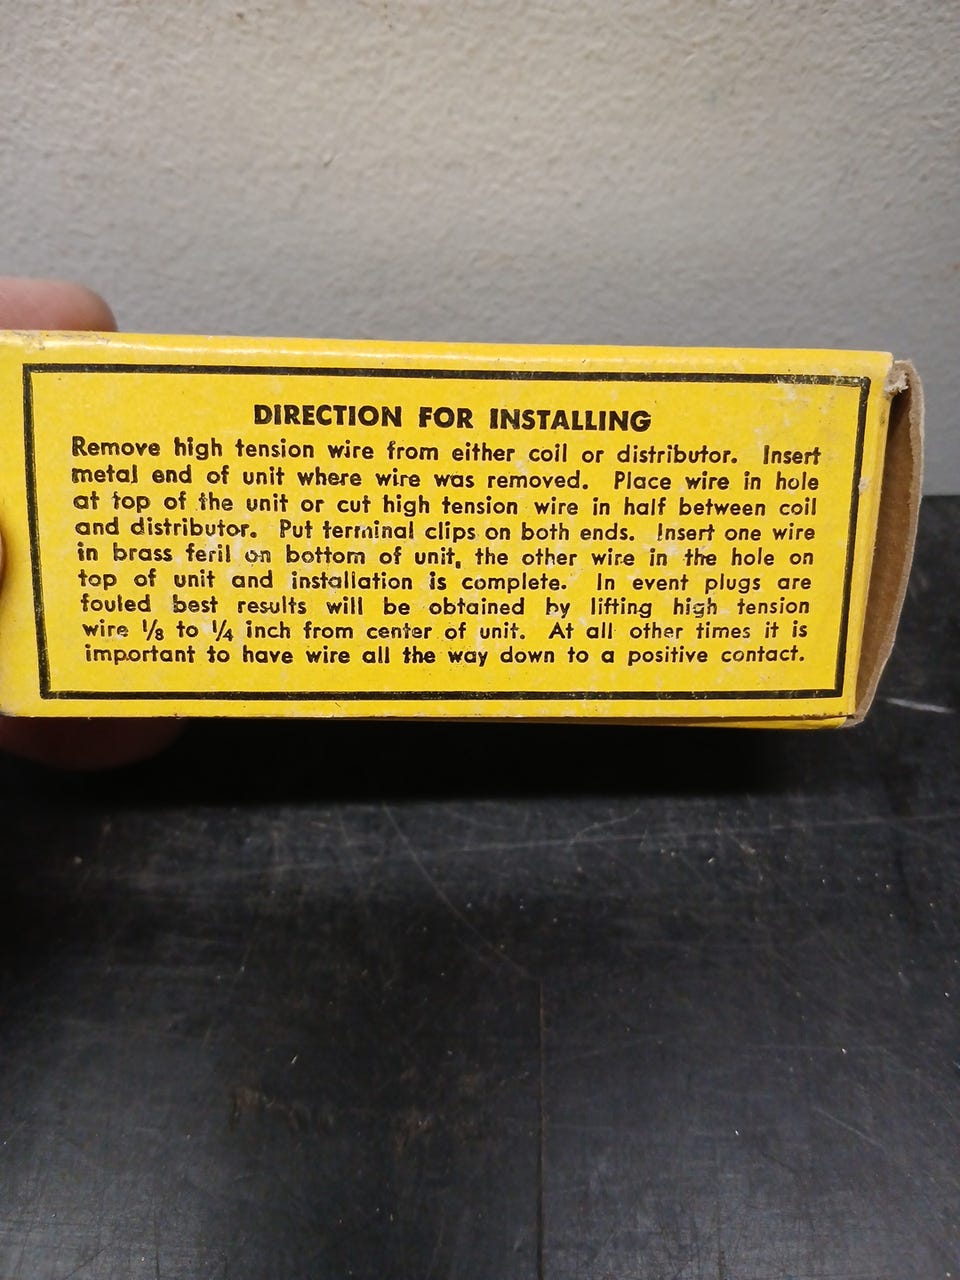 DIRECTION FOR INSTALLING
Remove high tension wire from either coil or distributor. Insert
metal end of unit where wire was removed. Place wire in hole
at top of the unit or cut high tension wire in half between coil
and distributor. Put terminal clips on both ends. Insert one wire
in brass feril on bottom of unit, the other wire in the hole on
top of unit and installation is complete. In event plugs are
fouled best results will be obtained by lifting high tension
wire 1/8 to 1/4 inch from center of unit. At all other times it is
important to have wire all the way down to a positive contact.